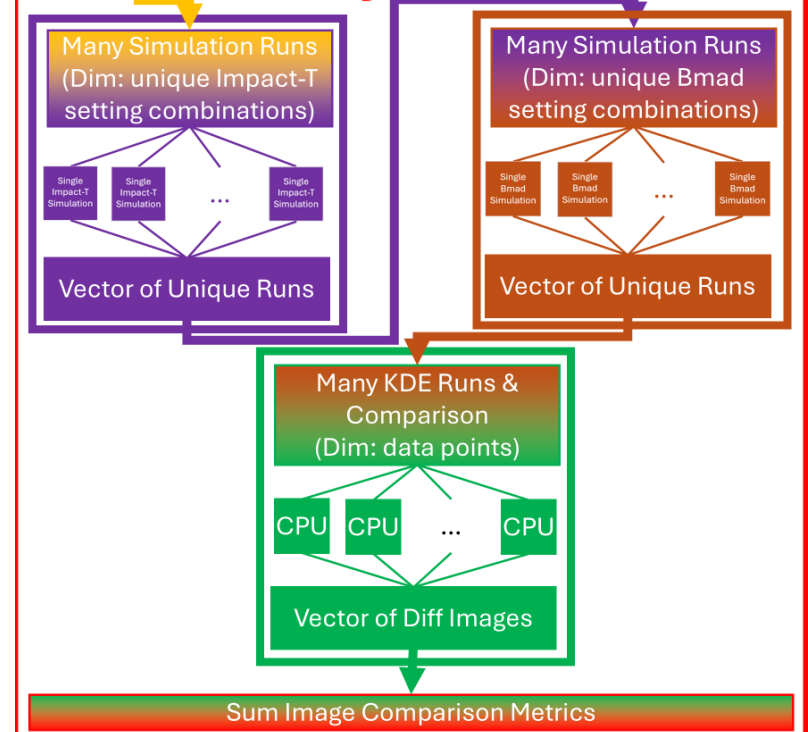 Many Simulation Runs
(Dim: unique Impact-T
setting combinations)
Single
Impact-T
Simulation
Single
Impact-T
Simulation
...
Single
Impact-T
Simulation
Vector of Unique Runs
Many Simulation Runs
(Dim: unique Bmad
setting combinations)
Single
Bmad
Simulation
Single
Bmad
Simulation
...
Single
Bmad
Simulation
Vector of Unique Runs
Many KDE Runs &
Comparison
(Dim: data points)
CPU
CPU
...
CPU
Vector of Diff Images
Sum Image Comparison Metrics